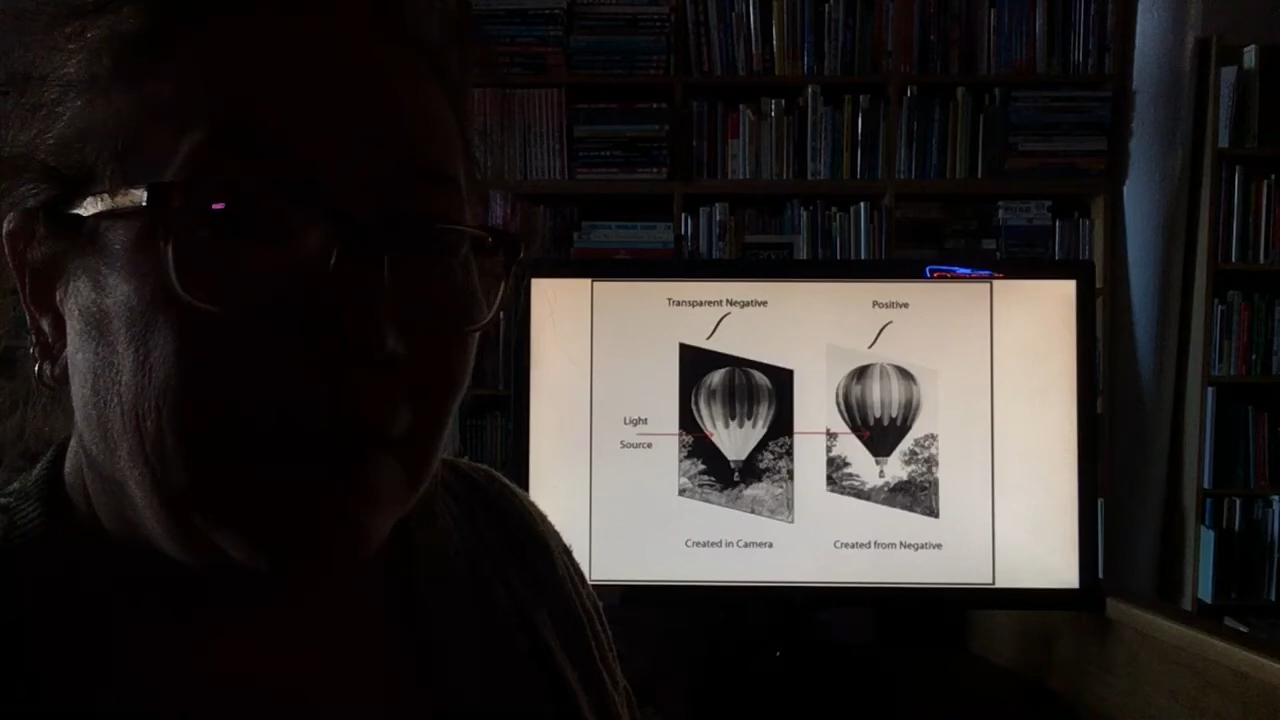 Transparent Negative
Positive
Light
Source
Created in Camera
Created from Negative